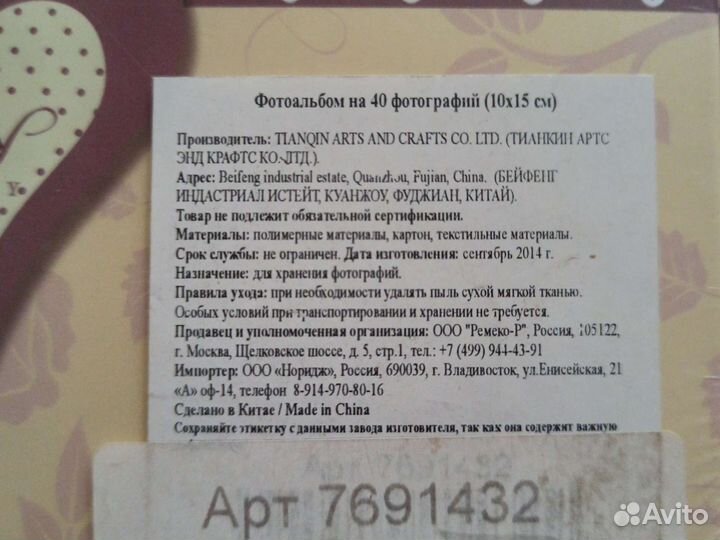 Фотоальбом на 40 фотографий (10х15 см)
Производитель: TIANQIN ARTS AND CRAFTS CO. LTD. (ТИАНКИН АРТС
ЭНД КРАФТС КО.-ЛТД.).
Адрес: Beifeng industrial estate, Quanzhou, Fujian, China. (БЕЙФЕНГ
ИНДАСТРИАЛ ИСТЕЙТ, КУАНЖОУ, ФУДЖИАН, КИТАЙ).
Товар не подлежит обязательной сертификации.
Материалы: полимерные материалы, картон, текстильные материалы.
Срок службы: не ограничен. Дата изготовления: сентябрь 2014 г.
Назначение: для хранения фотографий.
Правила ухода: при необходимости удалять пыль сухой мягкой тканью.
Особых условий при транспортировании и хранении не требуется.
Продавец и уполномоченная организация: ООО "Ремеко-Р", Россия, 105122,
г. Москва, Щелковское шоссе, д. 5, стр.1, тел.: +7 (499) 944-43-91
Импортер: ООО «Норидж», Россия, 690039, г. Владивосток, ул.Енисейская, 21
«А» оф-14, телефон 8-914-970-80-16
Сделано в Китае / Made in China
Сохраняйте этикетку с данными завода изготовителя, так как она содержит важную
Арт 7691432
Арт 7691432
Avito